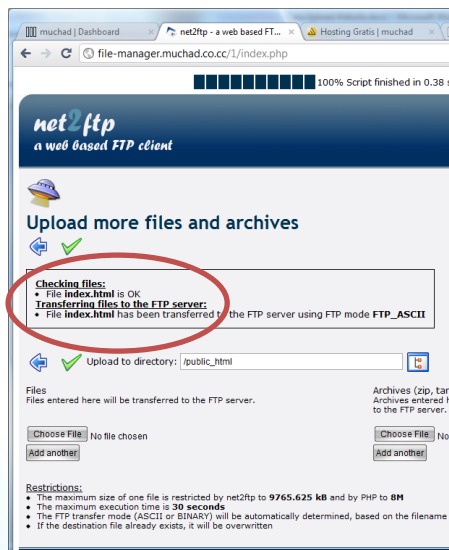 muchad | Dashboard
net2ftp - a web based FT...
Hosting Gratis | muchad
file-manager.muchad.co.cc/1/index.php
100% Script finished in 0.38 s
net2ftp
a web based FTP client
Upload more files and archives
Checking files:
File index.html is OK
Transferring files to the FTP server:
File index.html has been transferred to the FTP server using FTP mode FTP_ASCII
Upload to directory: /public_html
Files
Files entered here will be transferred to the FTP server.
Choose File No file chosen
Add another
Archives (zip, tar
Archives entered h
to the FTP server.
Choose File No
Add another
Restrictions:
The maximum size of one file is restricted by net2ftp to 9765.625 kB and by PHP to 8M
The maximum execution time is 30 seconds
The FTP transfer mode (ASCII or BINARY) will be automatically determined, based on the filename
If the destination file already exists, it will be overwritten